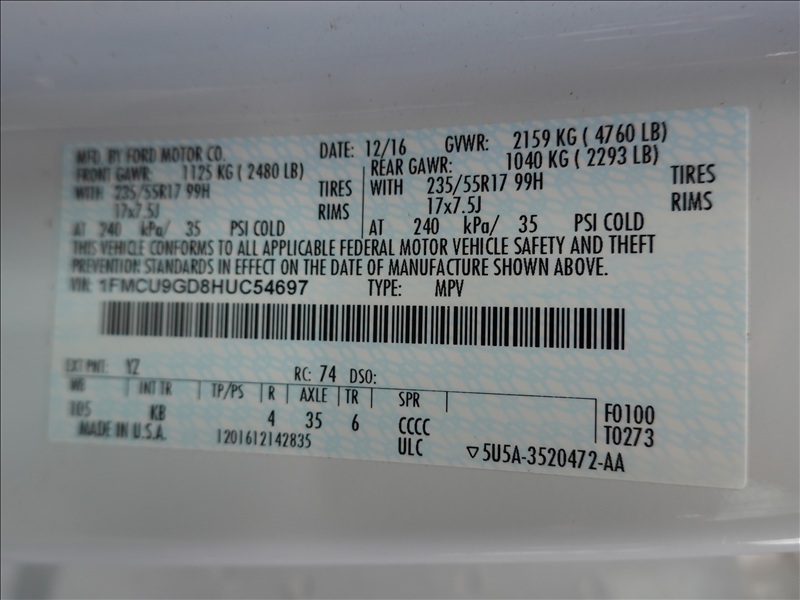 MFD. BY FORD MOTOR CO. DATE: 12/16 GVWR: 2159 KG ( 4760 LB)
FRONT GAWR: 1125 KG ( 2480 LB) REAR GAWR: 1040 KG ( 2293 LB)
WITH 235/55R17 99H TIRES WITH 235/55R17 99H TIRES
17x7.5J RIMS 17x7.5J RIMS
AT 240 kPa/ 35 PSI COLD AT 240 kPa/ 35 PSI COLD
THIS VEHICLE CONFORMS TO ALL APPLICABLE FEDERAL MOTOR VEHICLE SAFETY AND THEFT
PREVENTION STANDARDS IN EFFECT ON THE DATE OF MANUFACTURE SHOWN ABOVE.
VIN: 1FMCU9GD8HUC54697 TYPE: MPV
EXT PNT: YZ RC: 74 DSO:
WB INT TR TP/PS R AXLE TR SPR
105 KB 4 35 6 CCCC F0100
MADE IN U.S.A. 1201612142835 ULC T0273
▽5U5A-3520472-AA